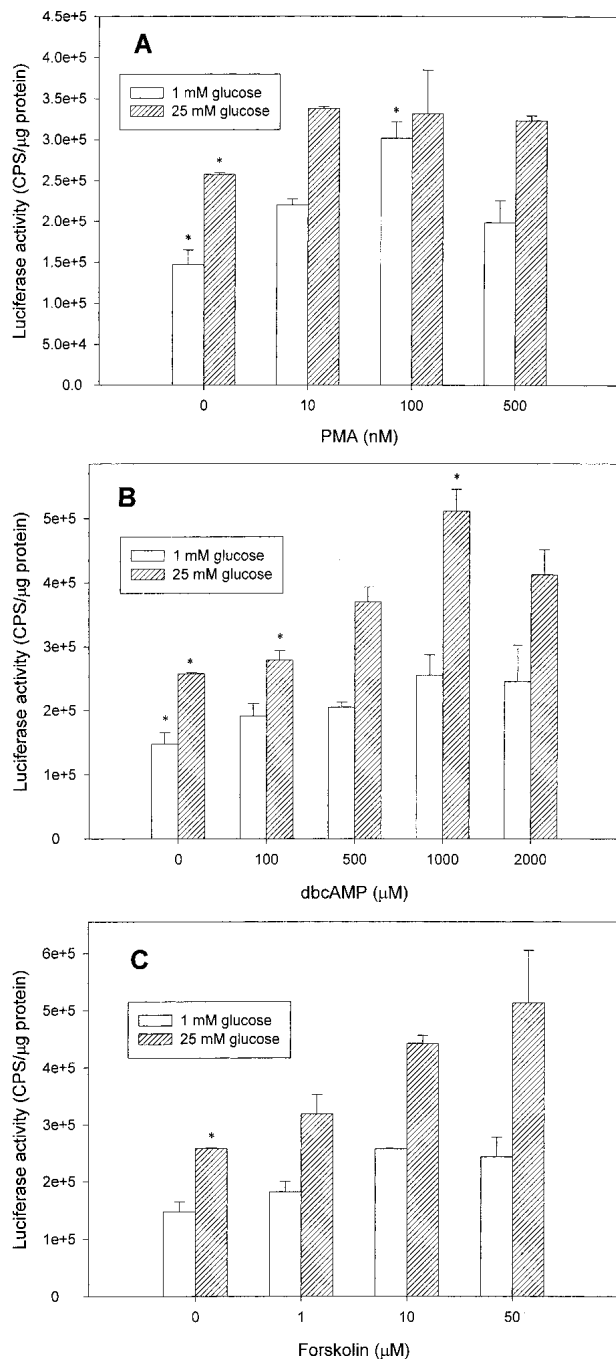 A
1 mM glucose
25 mM glucose
Luciferase activity (CPS/μg protein)
4.5e+5
4.0e+5
3.5e+5
3.0e+5
2.5e+5
2.0e+5
1.5e+5
1.0e+5
5.0e+4
0.0
* * *
0 10 100 500
PMA (nM)
B
1 mM glucose
25 mM glucose
Luciferase activity (CPS/μg protein)
5e+5
4e+5
3e+5
2e+5
1e+5
0
* * * *
0 100 500 1000 2000
dbcAMP (μM)
C
1 mM glucose
25 mM glucose
Luciferase activity (CPS/μg protein)
6e+5
5e+5
4e+5
3e+5
2e+5
1e+5
0
*
0 1 10 50
Forskolin (μM)